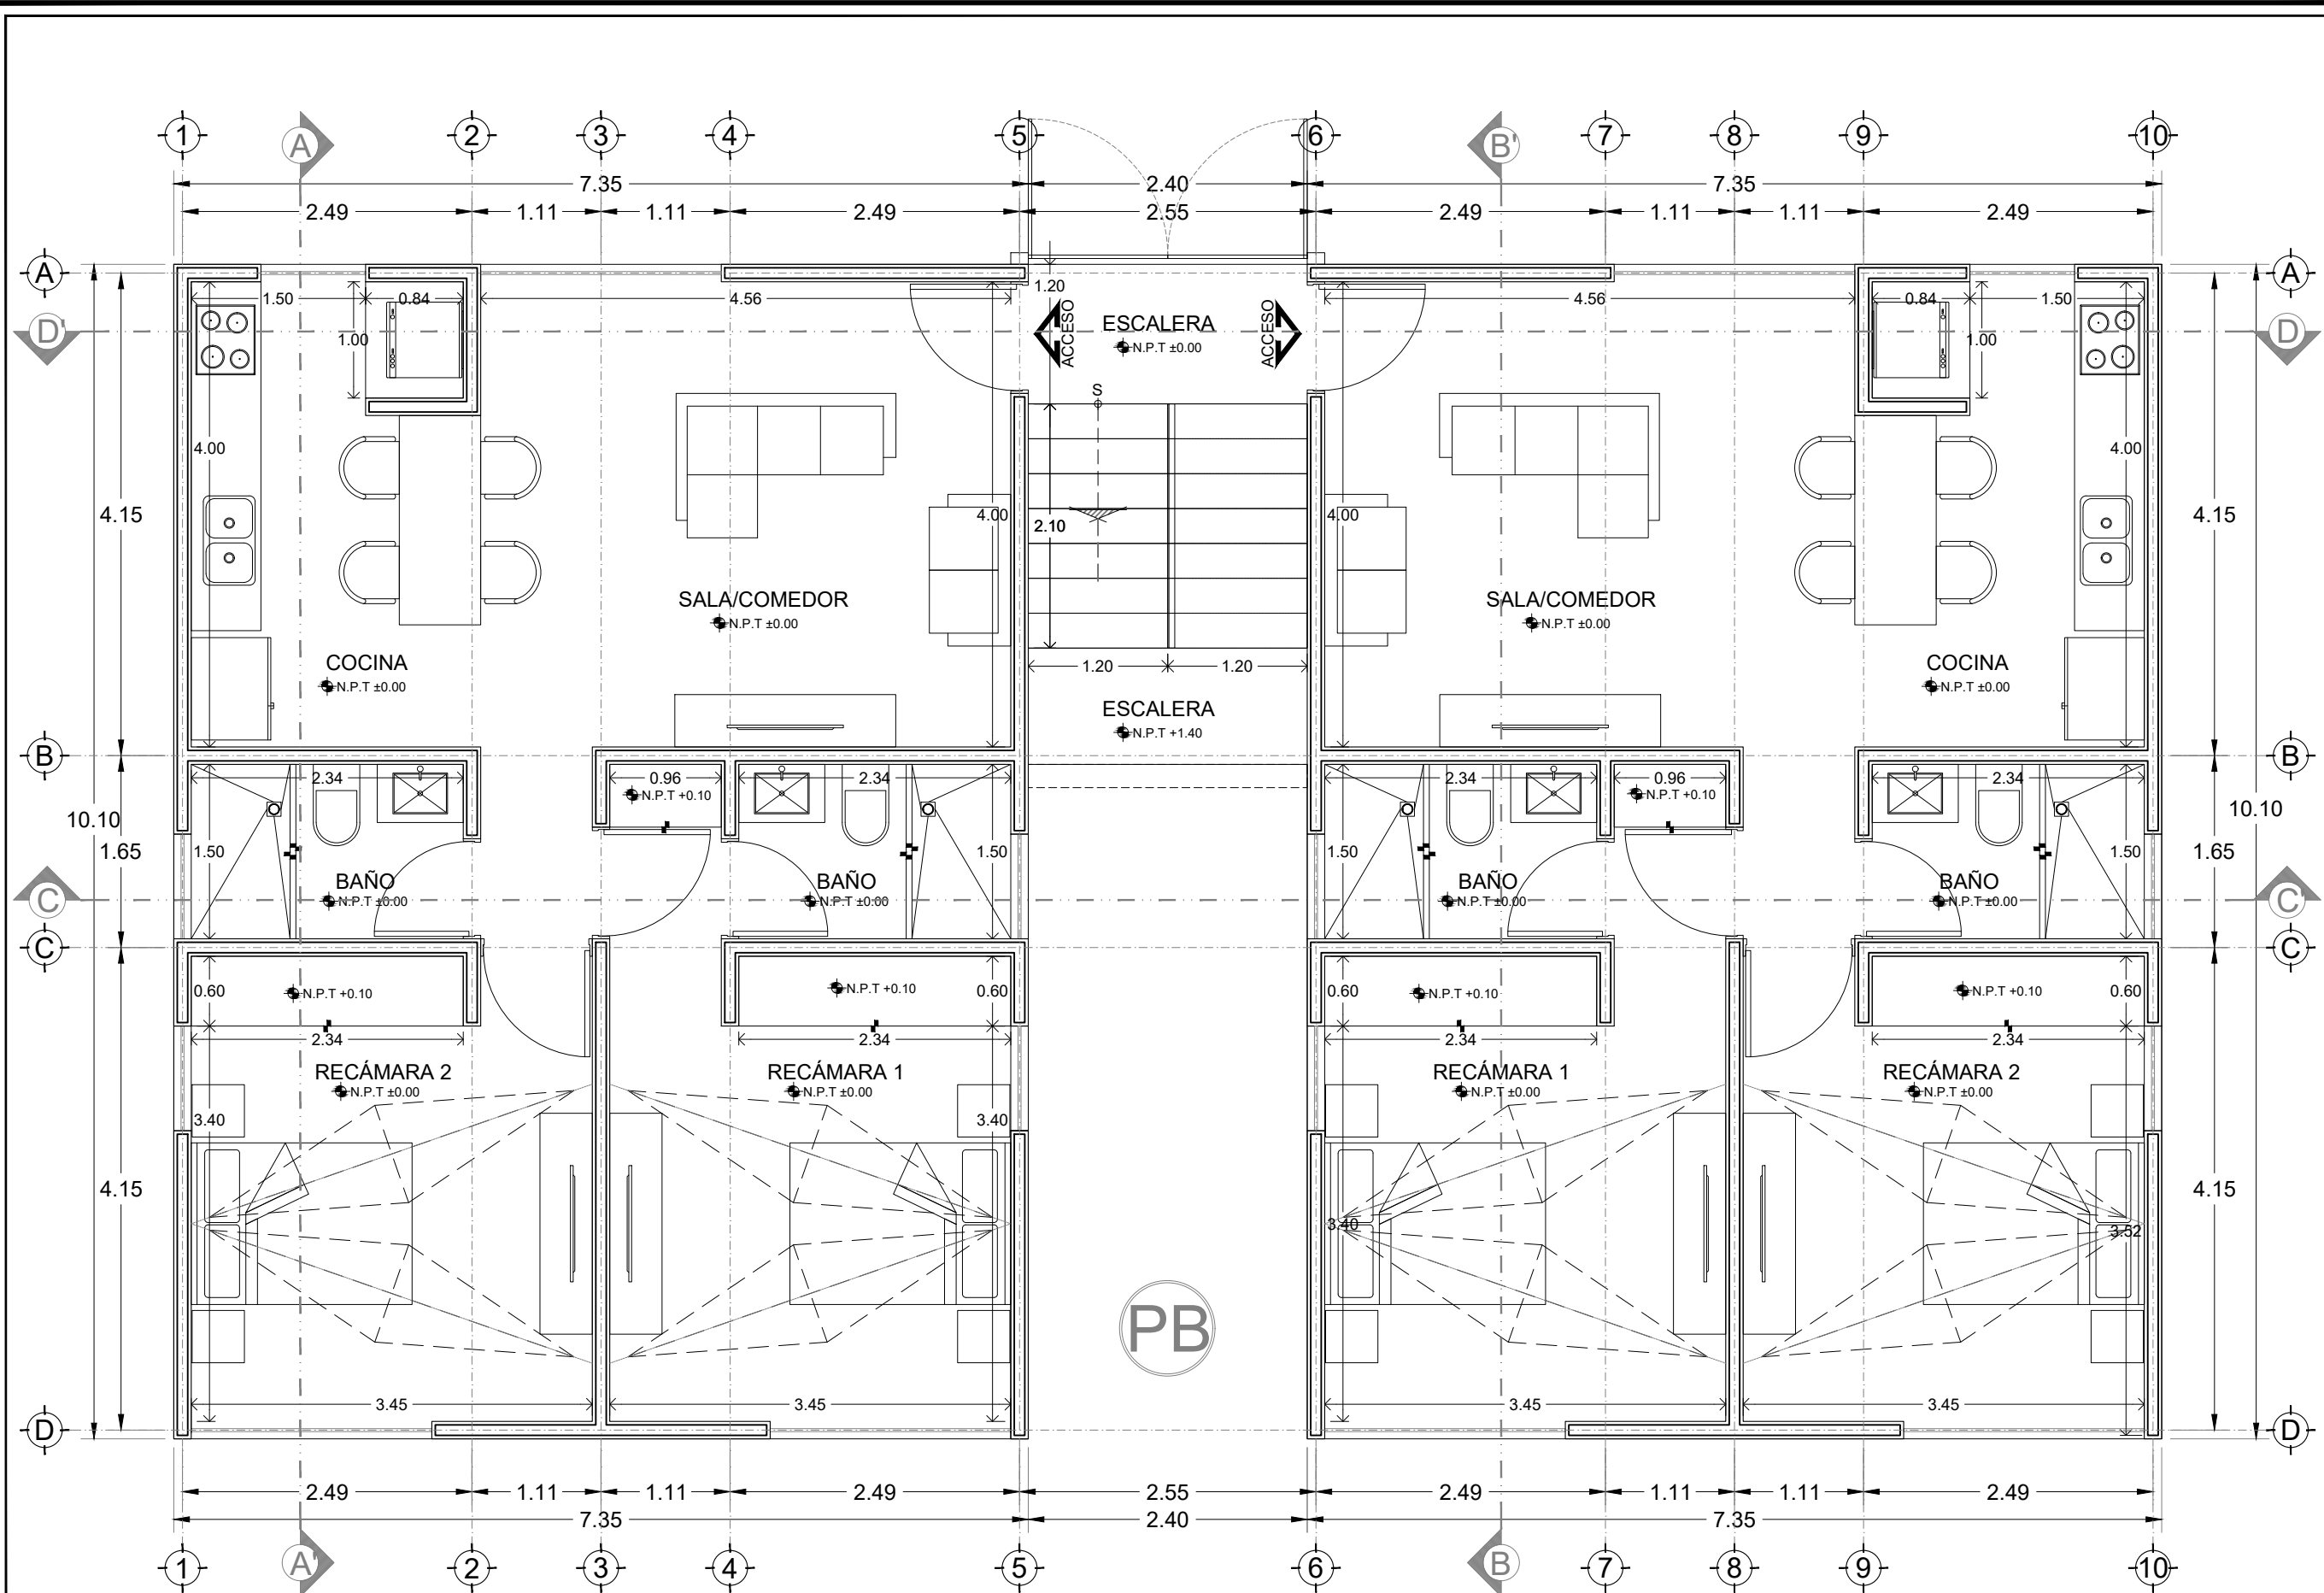 1 A 2 3 4 5 6 B' 7 8 9 10
7.35 2.40 7.35
2.49 1.11 1.11 2.49 2.55 2.49 1.11 1.11 2.49
A A
1.50 0.84 4.56 1.20 4.56 0.84 1.50
D' ACCESO ESCALERA ACCESO D
N.P.T ±0.00
1.00 1.00
S
4.00 4.00
4.15 4.00 2.10 4.00 4.15
SALA/COMEDOR SALA/COMEDOR
N.P.T ±0.00 N.P.T ±0.00
COCINA 1.20 1.20 COCINA
N.P.T ±0.00 N.P.T ±0.00
ESCALERA
N.P.T +1.40
B B
2.34 0.96 2.34 2.34 0.96 2.34
N.P.T +0.10 N.P.T +0.10
10.10 10.10
1.65 1.50 1.50 1.50 1.50 1.65
BAÑO BAÑO BAÑO BAÑO
C N.P.T ±0.00 N.P.T ±0.00 N.P.T ±0.00 N.P.T ±0.00 C'
C C
0.60 N.P.T +0.10 N.P.T +0.10 0.60 0.60 N.P.T +0.10 N.P.T +0.10 0.60
2.34 2.34 2.34 2.34
RECÁMARA 2 RECÁMARA 1 RECÁMARA 1 RECÁMARA 2
N.P.T ±0.00 N.P.T ±0.00 N.P.T ±0.00 N.P.T ±0.00
3.40 3.40
4.15 4.15
3.40 3.52
PB
3.45 3.45 3.45 3.45
D D
2.49 1.11 1.11 2.49 2.55 2.49 1.11 1.11 2.49
7.35 2.40 7.35
1 A' 2 3 4 5 6 B 7 8 9 10